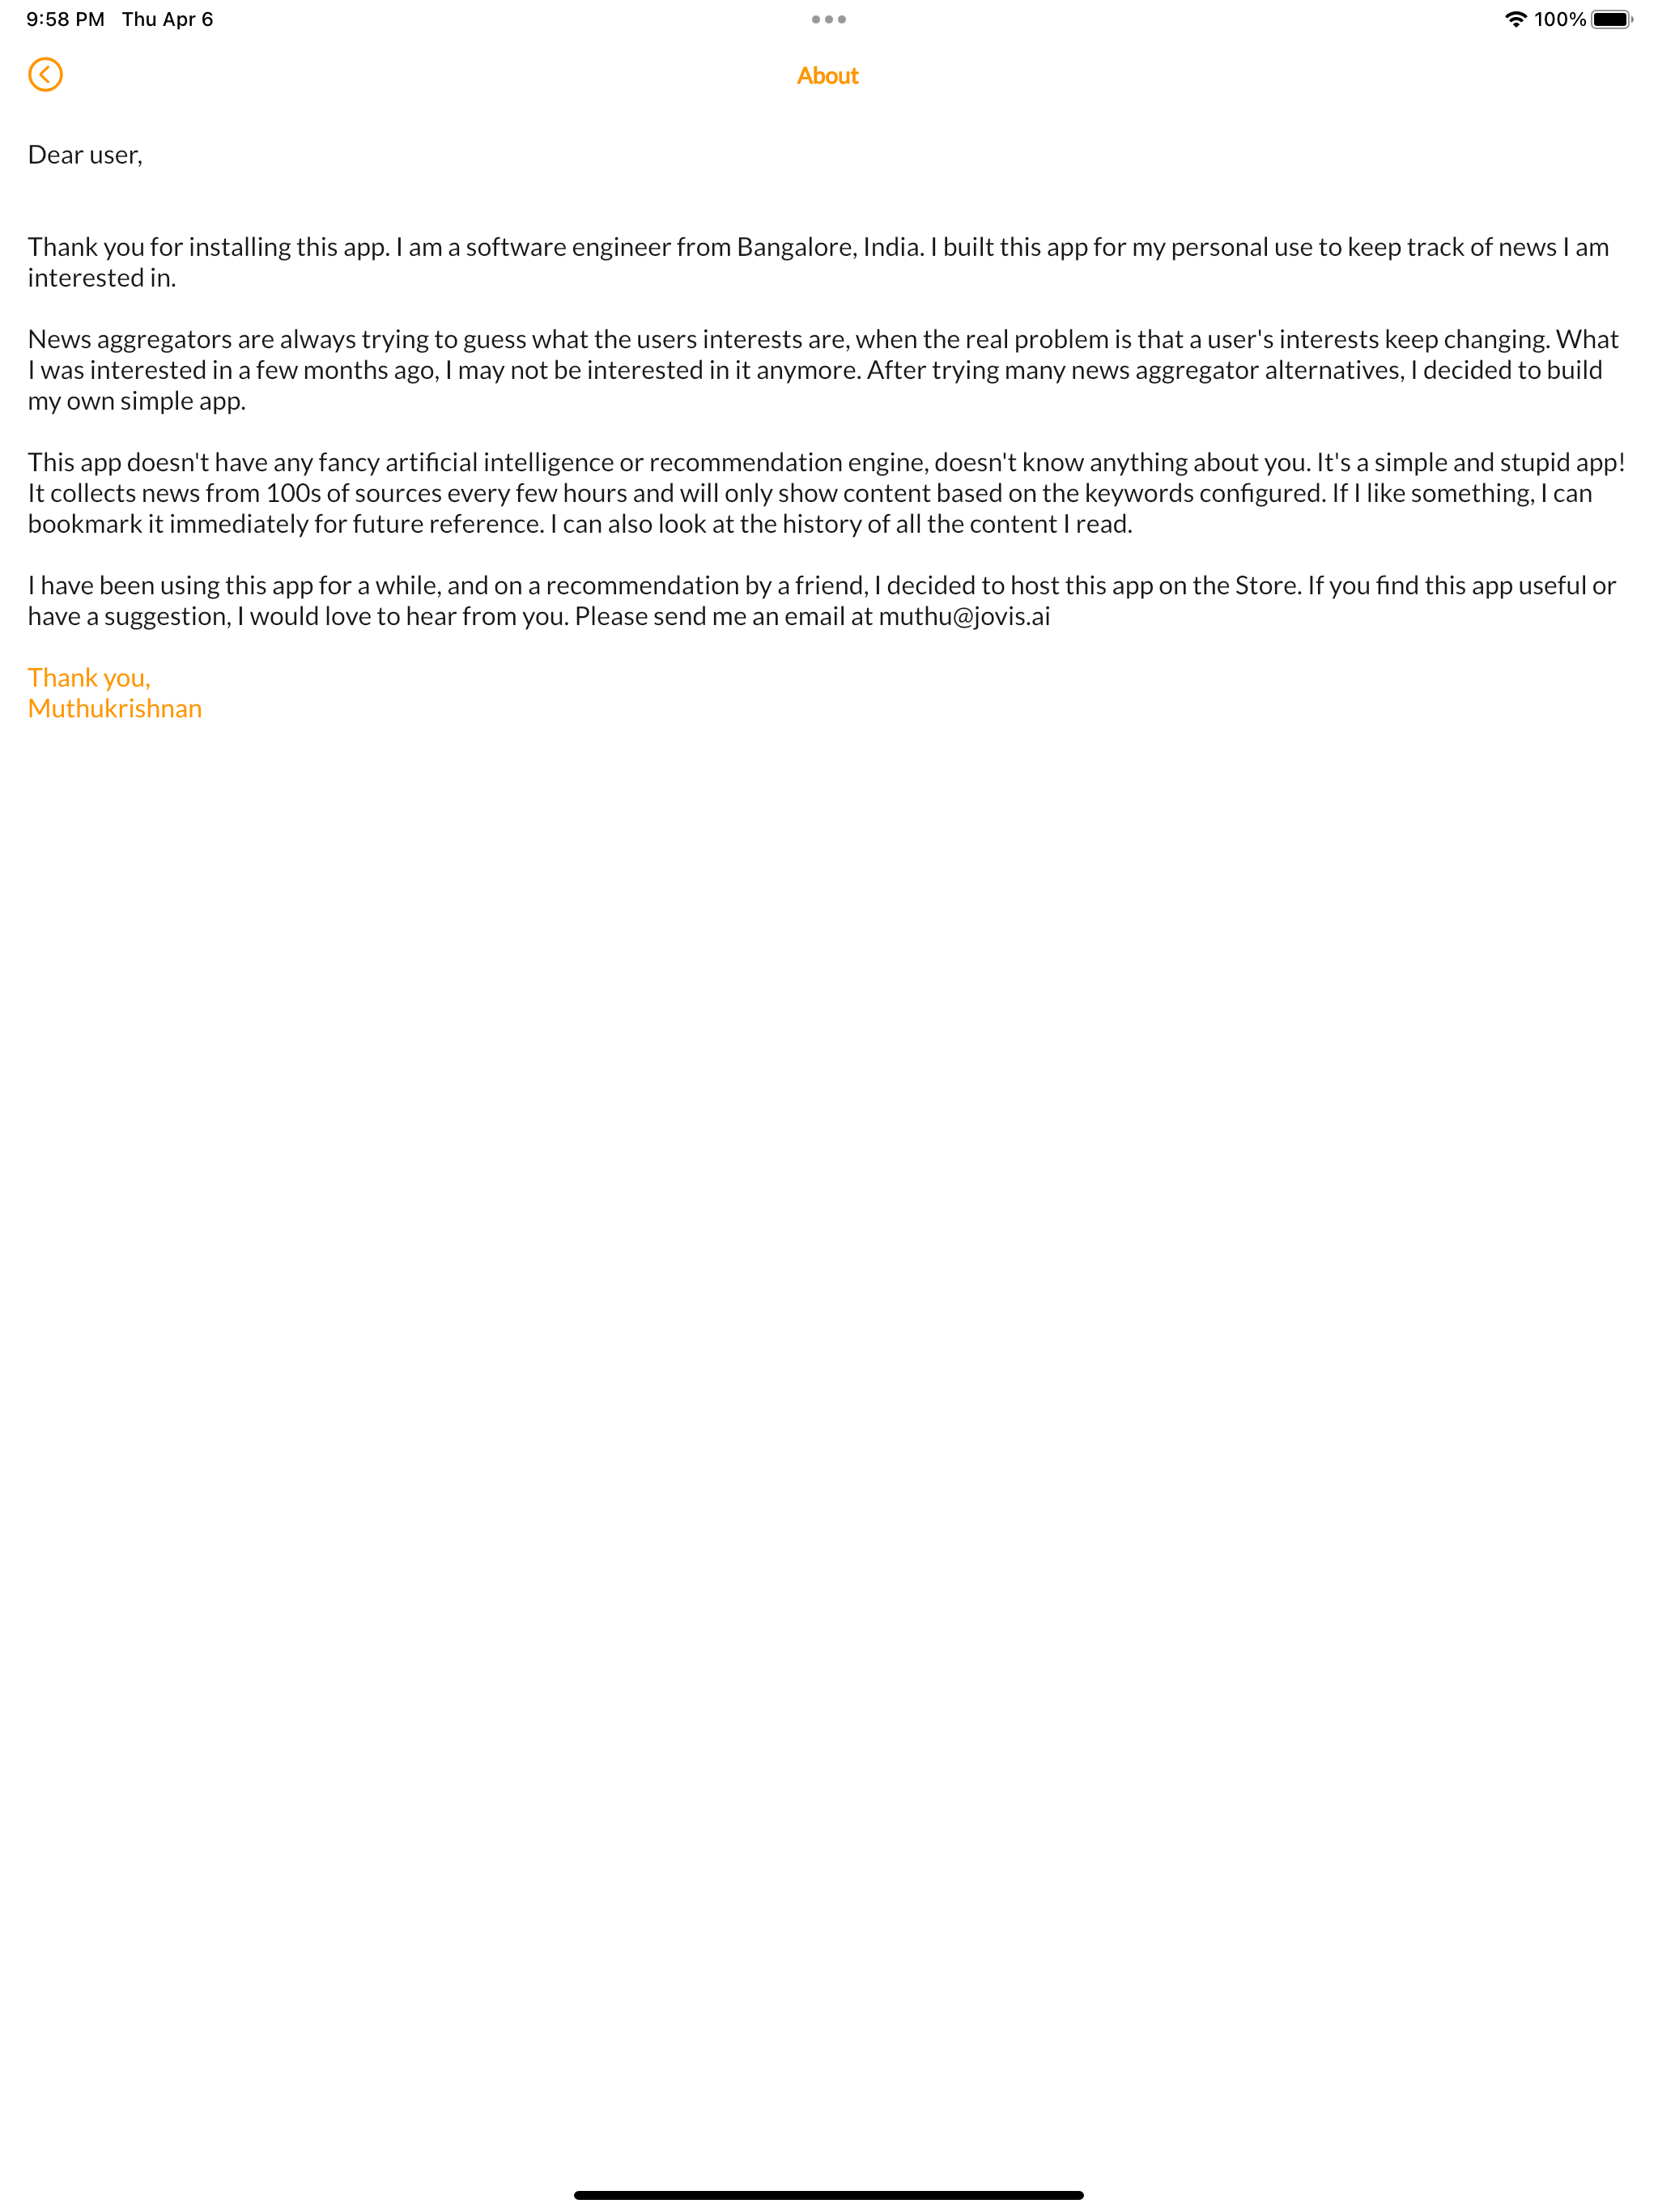 9:58 PM Thu Apr 6
100%
About
Dear user,
Thank you for installing this app. I am a software engineer from Bangalore, India. I built this app for my personal use to keep track of news I am
interested in.
News aggregators are always trying to guess what the users interests are, when the real problem is that a user's interests keep changing. What
I was interested in a few months ago, I may not be interested in it anymore. After trying many news aggregator alternatives, I decided to build
my own simple app.
This app doesn't have any fancy artificial intelligence or recommendation engine, doesn't know anything about you. It's a simple and stupid app!
It collects news from 100s of sources every few hours and will only show content based on the keywords configured. If I like something, I can
bookmark it immediately for future reference. I can also look at the history of all the content I read.
I have been using this app for a while, and on a recommendation by a friend, I decided to host this app on the Store. If you find this app useful or
have a suggestion, I would love to hear from you. Please send me an email at muthu@jovis.ai
Thank you,
Muthukrishnan